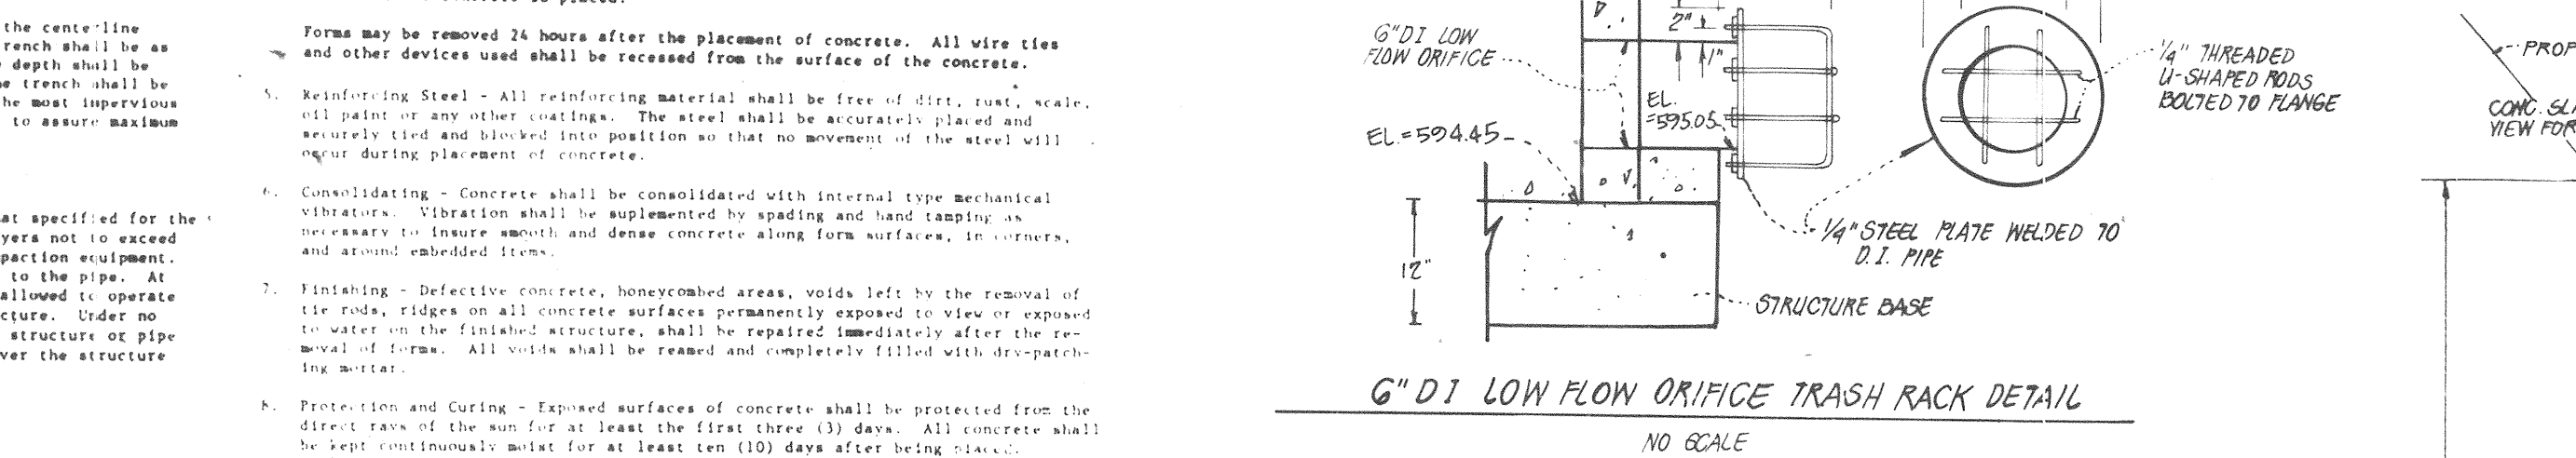 the centerline
rench shall be as
depth shall be
e trench shall be
he most impervious
to assure maximum
at specified for the
yers not to exceed
paction equipment.
to the pipe. At
allowed to operate
cture. Under no
structure or pipe
ver the structure
Forms may be removed 24 hours after the placement of concrete. All wire ties
and other devices used shall be recessed from the surface of the concrete.
5. Reinforcing Steel - All reinforcing material shall be free of dirt, rust, scale,
oil paint or any other coatings. The steel shall be accurately placed and
securely tied and blocked into position so that no movement of the steel will
occur during placement of concrete.
6. Consolidating - Concrete shall be consolidated with internal type mechanical
vibrators. Vibration shall be suplemented by spading and hand tamping as
necessary to insure smooth and dense concrete along form surfaces, in corners,
and around embedded items.
7. Finishing - Defective concrete, honeycombed areas, voids left by the removal of
tie rods, ridges on all concrete surfaces permanently exposed to view or exposed
to water on the finished structure, shall be repaired immediately after the re-
moval of forms. All voids shall be reamed and completely filled with dry-patch-
ing mortar.
8. Protection and Curing - Exposed surfaces of concrete shall be protected from the
direct rays of the sun for at least the first three (3) days. All concrete shall
be kept continuously moist for at least ten (10) days after being placed.
6" DI LOW
FLOW ORIFICE
2"
1"
EL.
=595.05
EL.=594.45
12"
1/4" THREADED
U-SHAPED RODS
BOLTED TO FLANGE
1/4" STEEL PLATE WELDED TO
D.I. PIPE
STRUCTURE BASE
6" DI LOW FLOW ORIFICE TRASH RACK DETAIL
NO SCALE
PROP
CONC. SL
VIEW FOR